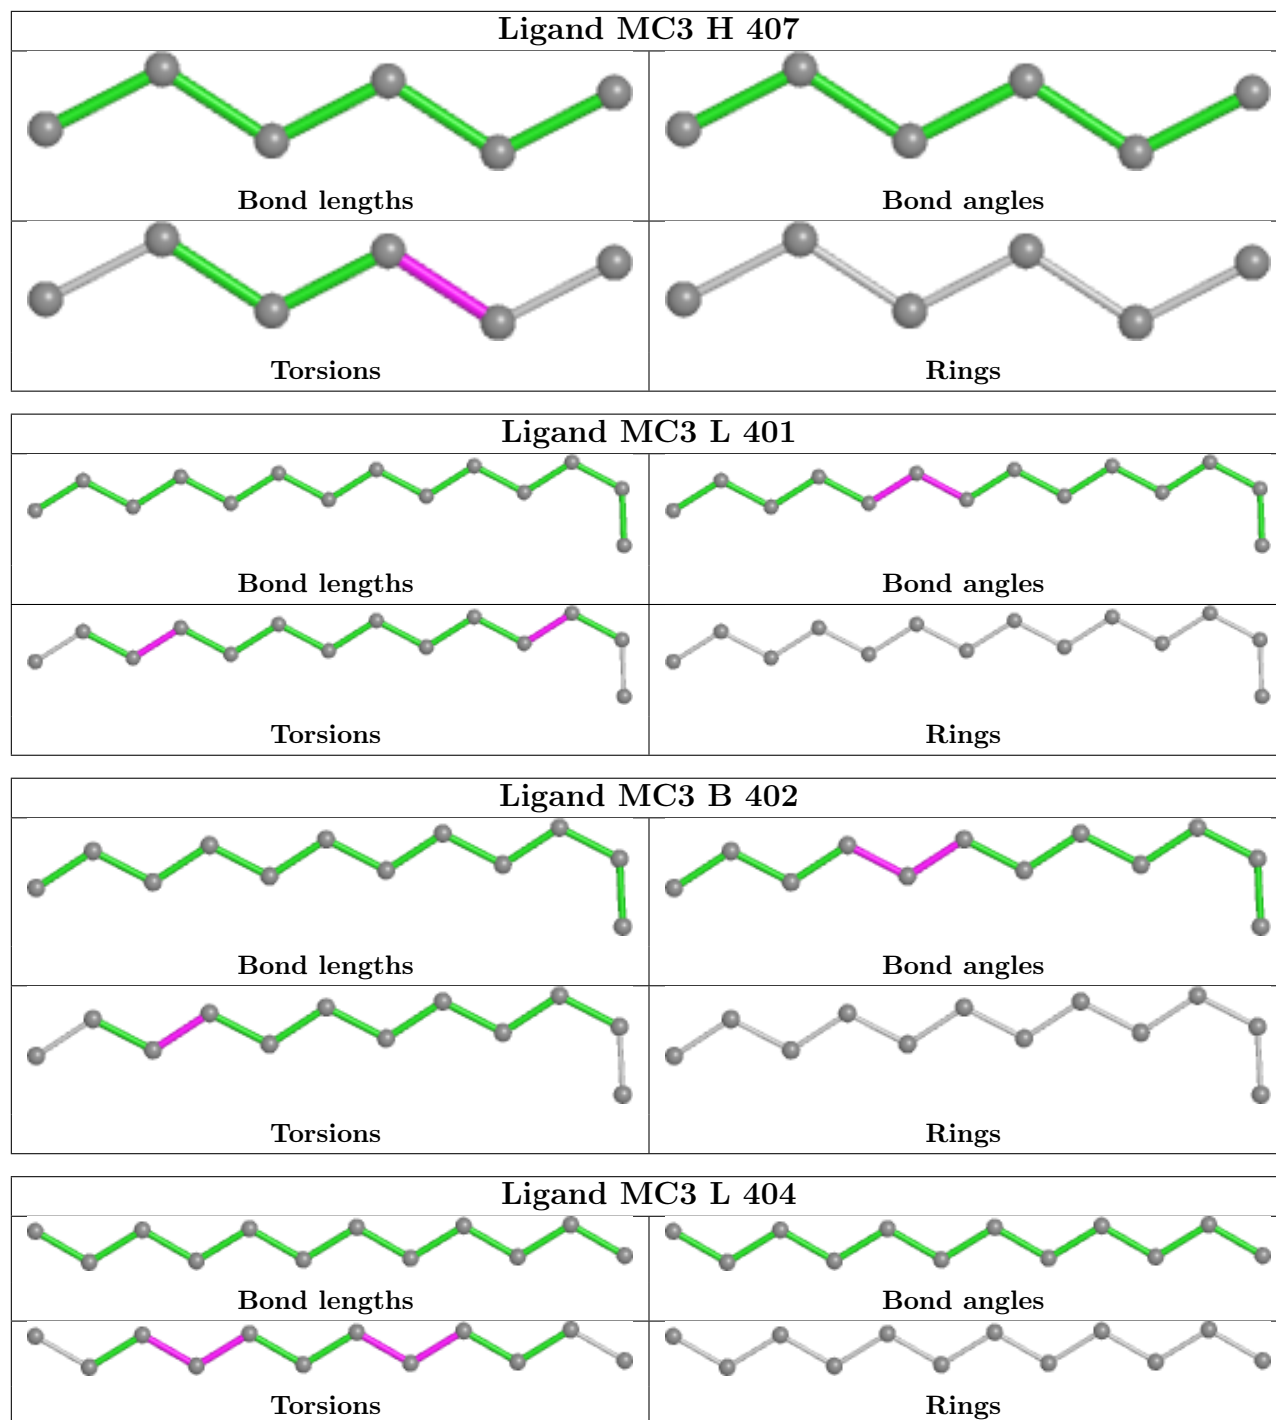 Ligand MC3 H 407
Bond lengths
Bond angles
Torsions
Rings
Ligand MC3 L 401
Bond lengths
Bond angles
Torsions
Rings
Ligand MC3 B 402
Bond lengths
Bond angles
Torsions
Rings
Ligand MC3 L 404
Bond lengths
Bond angles
Torsions
Rings